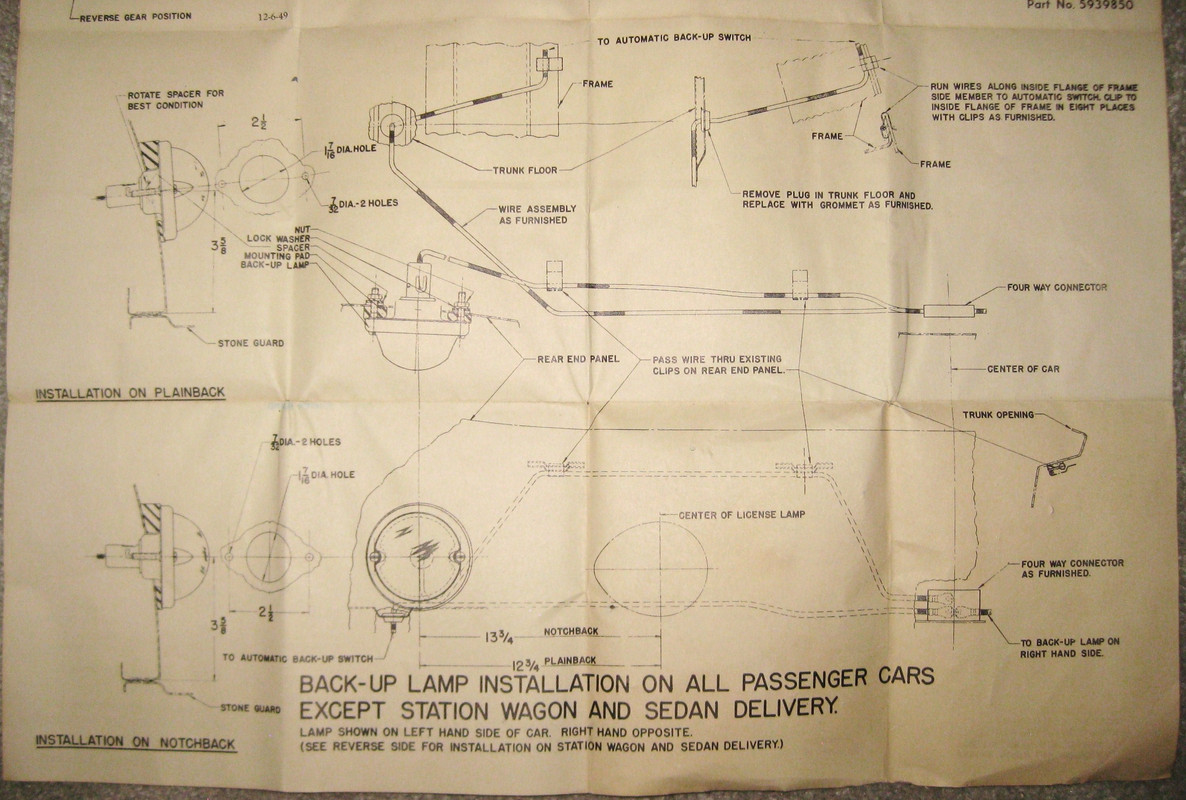 REVERSE GEAR POSITION
12-6-49
Part No. 5939850
TO AUTOMATIC BACK-UP SWITCH
FRAME
ROTATE SPACER FOR
BEST CONDITION
2 1/2
1 7/16 DIA. HOLE
7/32 DIA.-2 HOLES
3 5/8
TRUNK FLOOR
RUN WIRES ALONG INSIDE FLANGE OF FRAME
SIDE MEMBER TO AUTOMATIC SWITCH. CLIP TO
INSIDE FLANGE OF FRAME IN EIGHT PLACES
WITH CLIPS AS FURNISHED.
FRAME
FRAME
REMOVE PLUG IN TRUNK FLOOR AND
REPLACE WITH GROMMET AS FURNISHED.
WIRE ASSEMBLY
AS FURNISHED
NUT
LOCK WASHER
SPACER
MOUNTING PAD
BACK-UP LAMP
FOUR WAY CONNECTOR
STONE GUARD
REAR END PANEL
PASS WIRE THRU EXISTING
CLIPS ON REAR END PANEL.
CENTER OF CAR
INSTALLATION ON PLAINBACK
TRUNK OPENING
7/32 DIA.-2 HOLES
1 7/16 DIA. HOLE
CENTER OF LICENSE LAMP
FOUR WAY CONNECTOR
AS FURNISHED.
2 1/2
3 5/8
13 3/4 NOTCHBACK
TO BACK-UP LAMP ON
RIGHT HAND SIDE.
TO AUTOMATIC BACK-UP SWITCH
12 3/4 PLAINBACK
STONE GUARD
BACK-UP LAMP INSTALLATION ON ALL PASSENGER CARS
EXCEPT STATION WAGON AND SEDAN DELIVERY.
LAMP SHOWN ON LEFT HAND SIDE OF CAR. RIGHT HAND OPPOSITE.
(SEE REVERSE SIDE FOR INSTALLATION ON STATION WAGON AND SEDAN DELIVERY.)
INSTALLATION ON NOTCHBACK